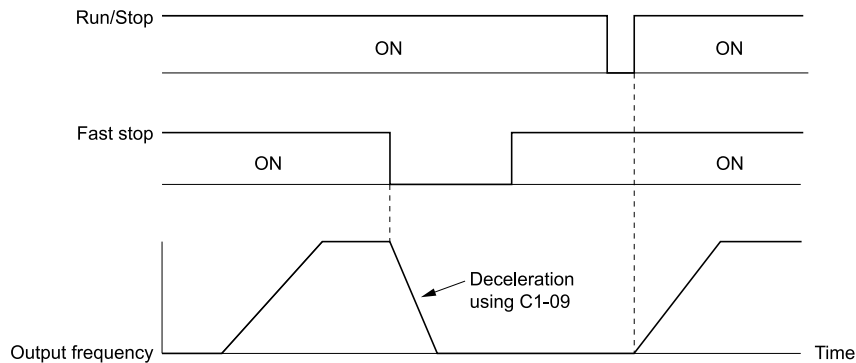 Run/Stop
ON
ON
Fast stop
ON
ON
Deceleration
using C1-09
Output frequency
Time